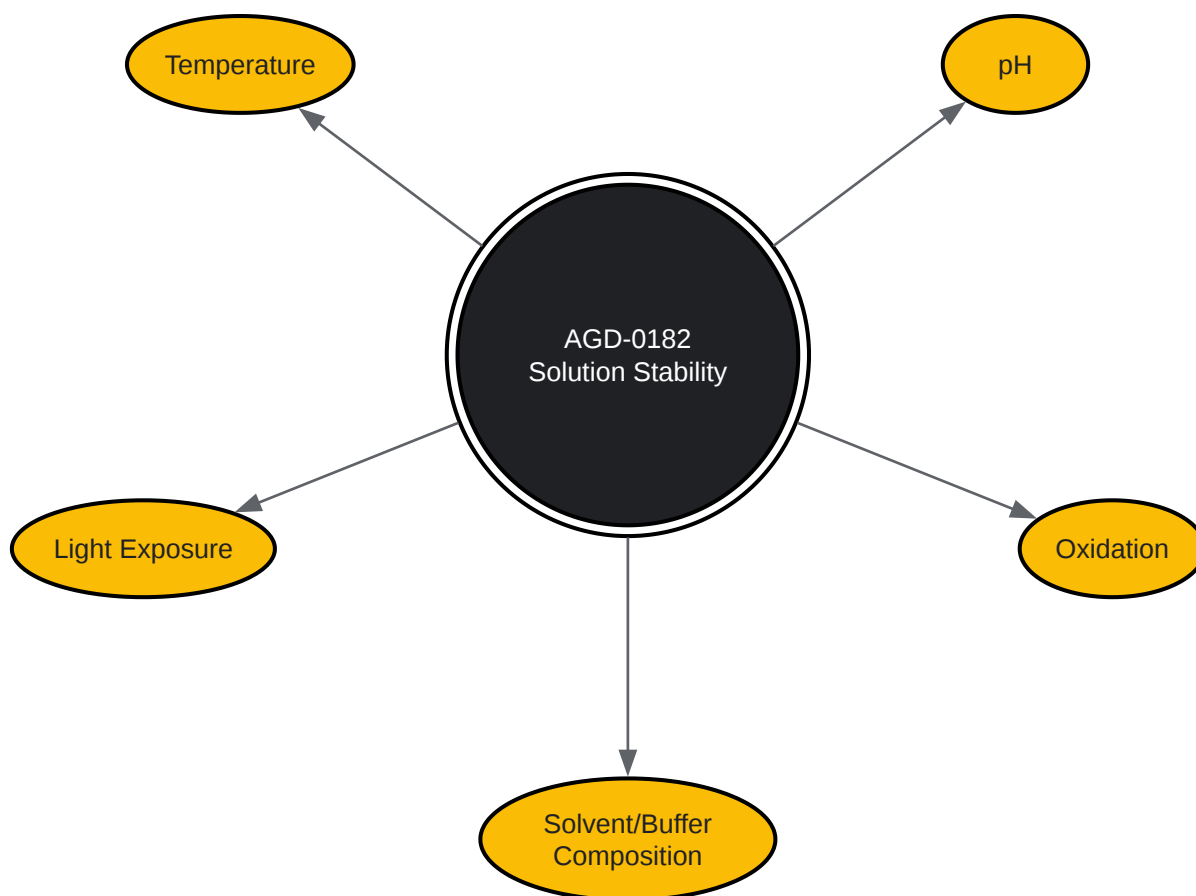 Temperature
pH
AGD-0182
Solution Stability
Light Exposure
Oxidation
Solvent/Buffer
Composition